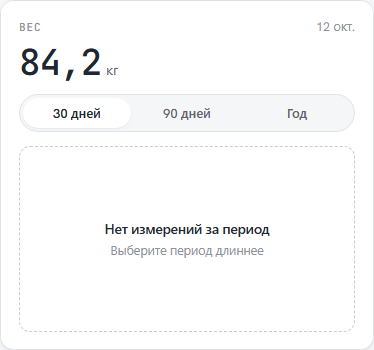 ВЕС 12 окт.
84,2 кг
30 дней 90 дней Год
Нет измерений за период
Выберите период длиннее